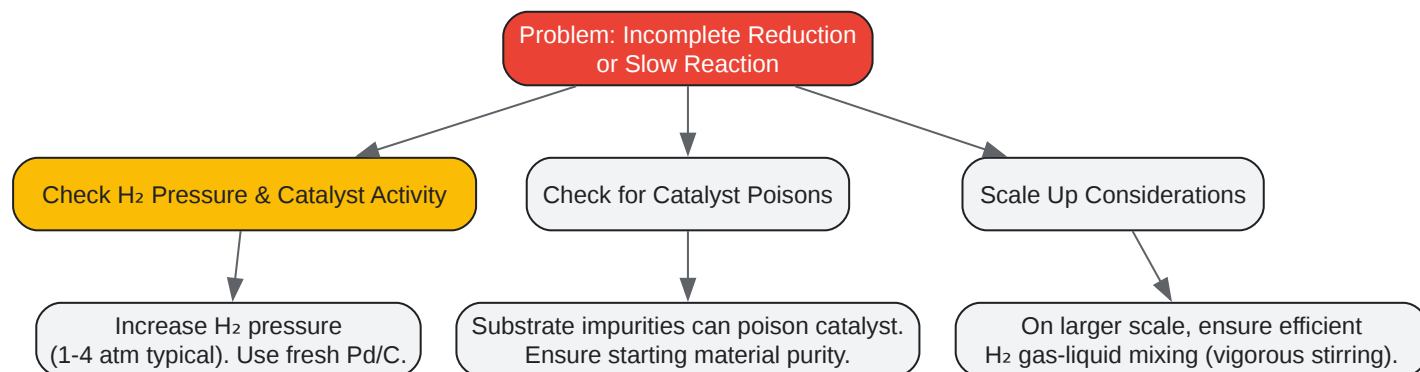 Problem: Incomplete Reduction
or Slow Reaction
Check H₂ Pressure & Catalyst Activity
Check for Catalyst Poisons
Scale Up Considerations
Increase H₂ pressure
(1-4 atm typical). Use fresh Pd/C.
Substrate impurities can poison catalyst.
Ensure starting material purity.
On larger scale, ensure efficient
H₂ gas-liquid mixing (vigorous stirring).